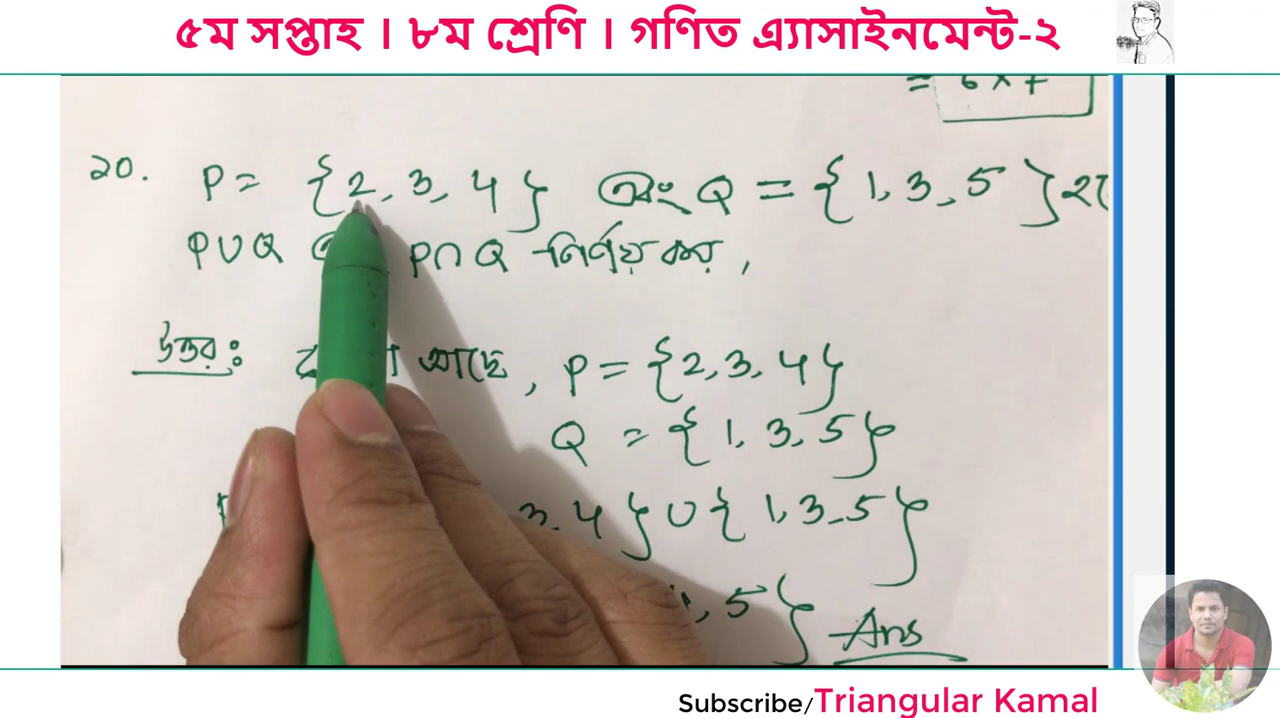 ৫ম সপ্তাহ । ৮ম শ্রেণি । গণিত এ্যাসাইনমেন্ট-২
২০. P = {2, 3, 4} এবং Q = {1, 3, 5}
P∪Q P∩Q নির্ণয় কর,
উত্তরঃ আছে, P = {2, 3, 4}
Q = {1, 3, 5}
3, 4} ∪ {1, 3, 5}
, 5} Ans
Subscribe/Triangular Kamal